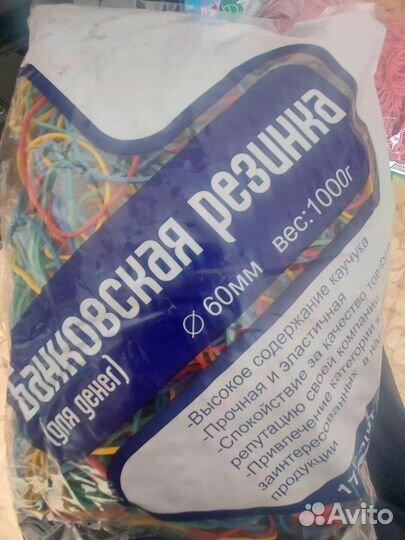 Банковская резинка
(для денег)
Ø 60мм вес:1000г
-Высокое содержание каучука
-Прочная и эластичная
-Спокойствие за качество товара
репутацию своей компании
-Привлечение категории
заинтересованных в
продукции
Avito